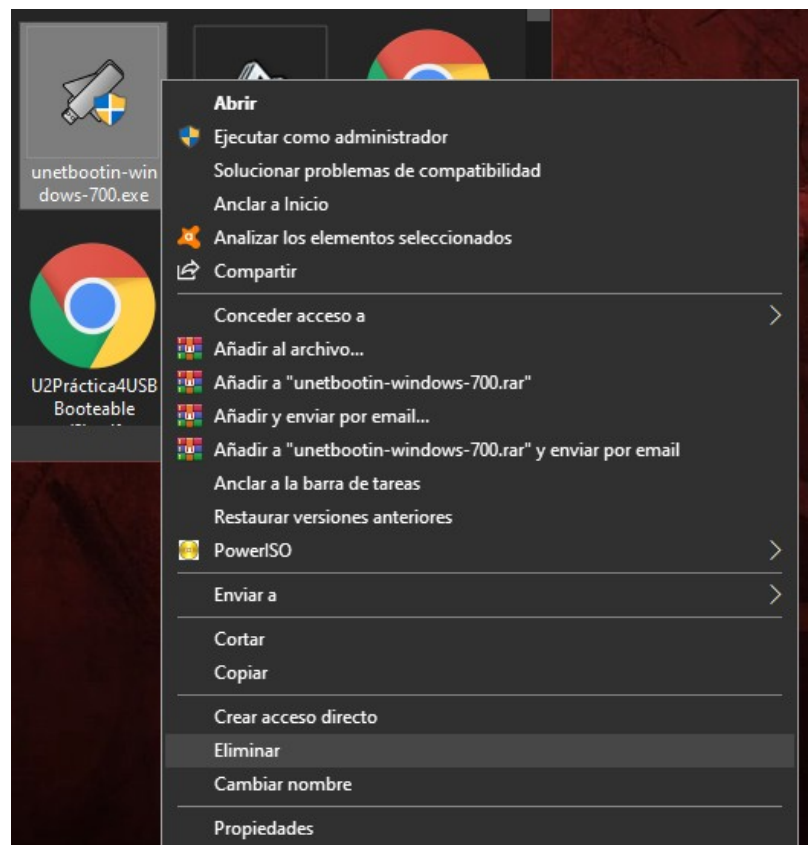 unetbootin-win
dows-700.exe
U2Práctica4USB
Booteable
Abrir
Ejecutar como administrador
Solucionar problemas de compatibilidad
Anclar a Inicio
Analizar los elementos seleccionados
Compartir
Conceder acceso a
Añadir al archivo...
Añadir a "unetbootin-windows-700.rar"
Añadir y enviar por email...
Añadir a "unetbootin-windows-700.rar" y enviar por email
Anclar a la barra de tareas
Restaurar versiones anteriores
PowerISO
Enviar a
Cortar
Copiar
Crear acceso directo
Eliminar
Cambiar nombre
Propiedades